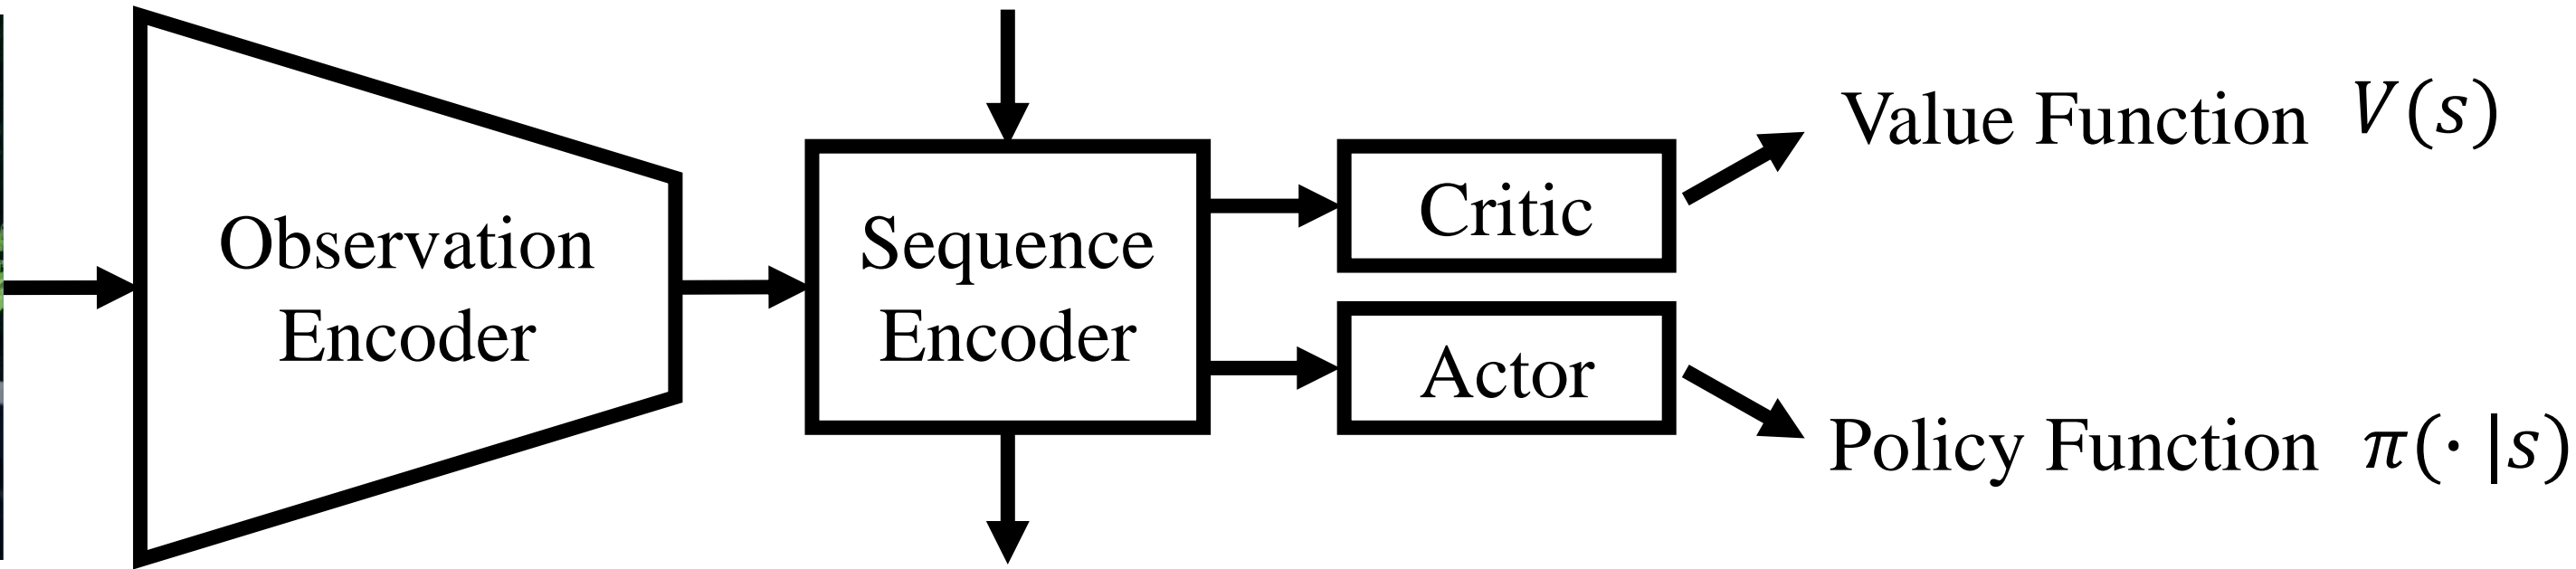 Observation
Encoder
Sequence
Encoder
Critic
Actor
Value Function V(s)
Policy Function π(· |s)